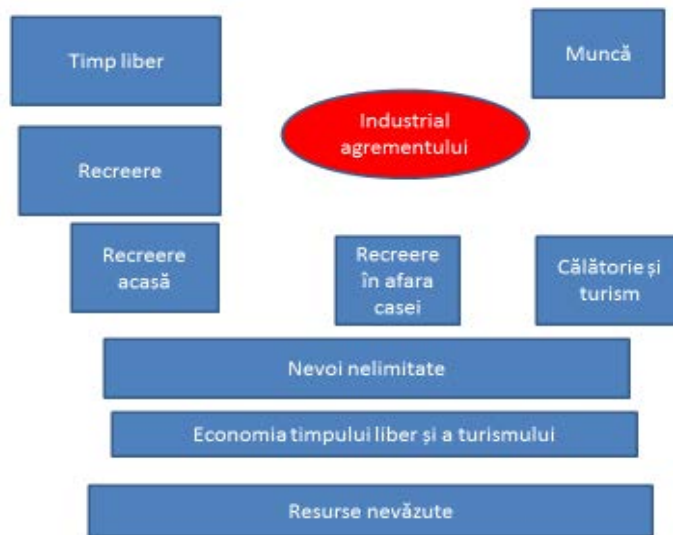 Timp liber
Muncă
Industrial
agrementului
Recreere
Recreere
acasă
Recreere
în afara
casei
Călătorie și
turism
Nevoi nelimitate
Economia timpului liber și a turismului
Resurse nevăzute